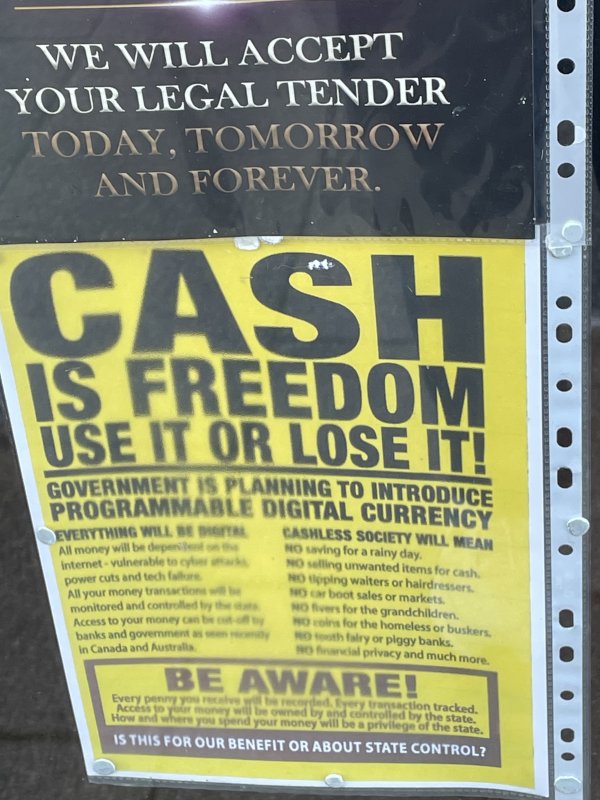 WE WILL ACCEPT
YOUR LEGAL TENDER
TODAY, TOMORROW
AND FOREVER.
CASH
IS FREEDOM
USE IT OR LOSE IT!
GOVERNMENT IS PLANNING TO INTRODUCE
PROGRAMMABLE DIGITAL CURRENCY
EVERYTHING WILL BE DIGITAL
All money will be dependent on the
internet - vulnerable to cyber attacks,
power cuts and tech failure.
All your money transactions will be
monitored and controlled by the state.
Access to your money can be cut-off by
banks and government as seen recently
in Canada and Australia.
CASHLESS SOCIETY WILL MEAN
NO saving for a rainy day.
NO selling unwanted items for cash.
NO tipping waiters or hairdressers.
NO car boot sales or markets.
NO fivers for the grandchildren.
NO coins for the homeless or buskers.
NO tooth fairy or piggy banks.
NO financial privacy and much more.
BE AWARE!
Every penny you receive will be recorded. Every transaction tracked.
Access to your money will be owned by and controlled by the state.
How and where you spend your money will be a privilege of the state.
IS THIS FOR OUR BENEFIT OR ABOUT STATE CONTROL?